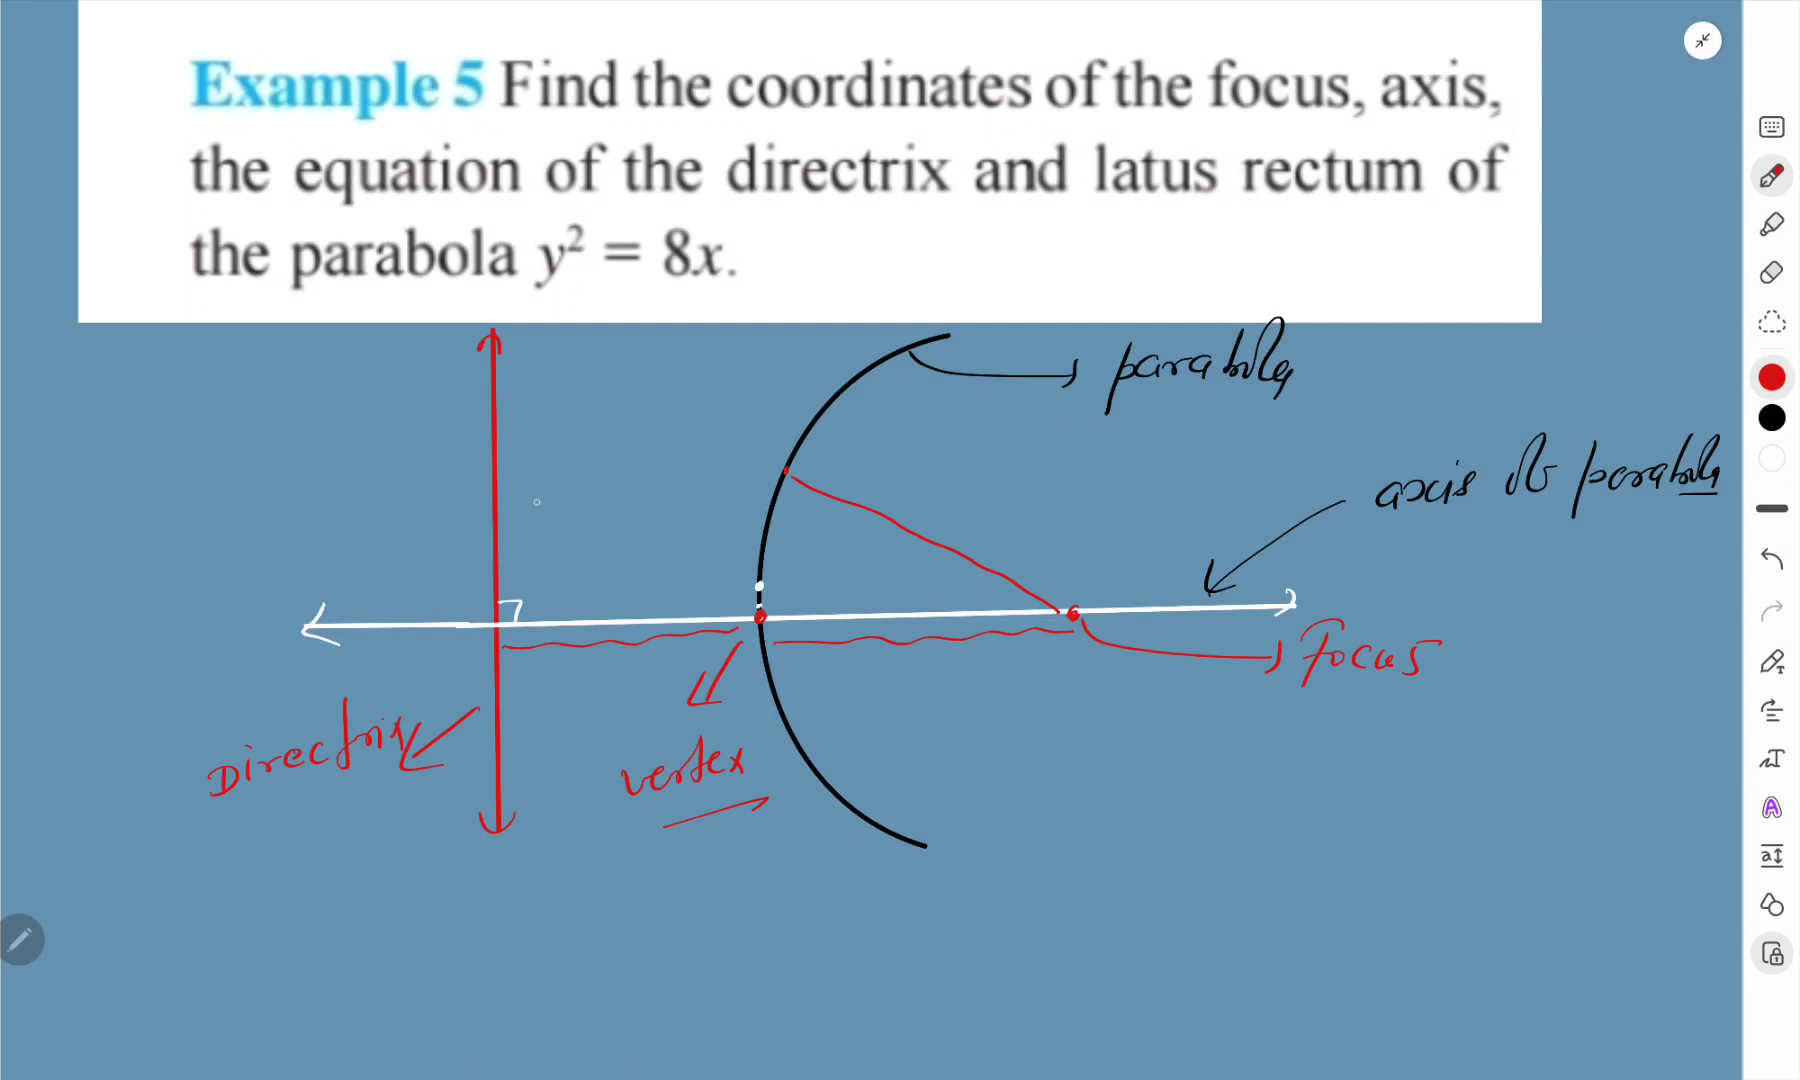 Example 5 Find the coordinates of the focus, axis,
the equation of the directrix and latus rectum of
the parabola y² = 8x.
parabola
axis of parabola
Focus
Directrix
vertex